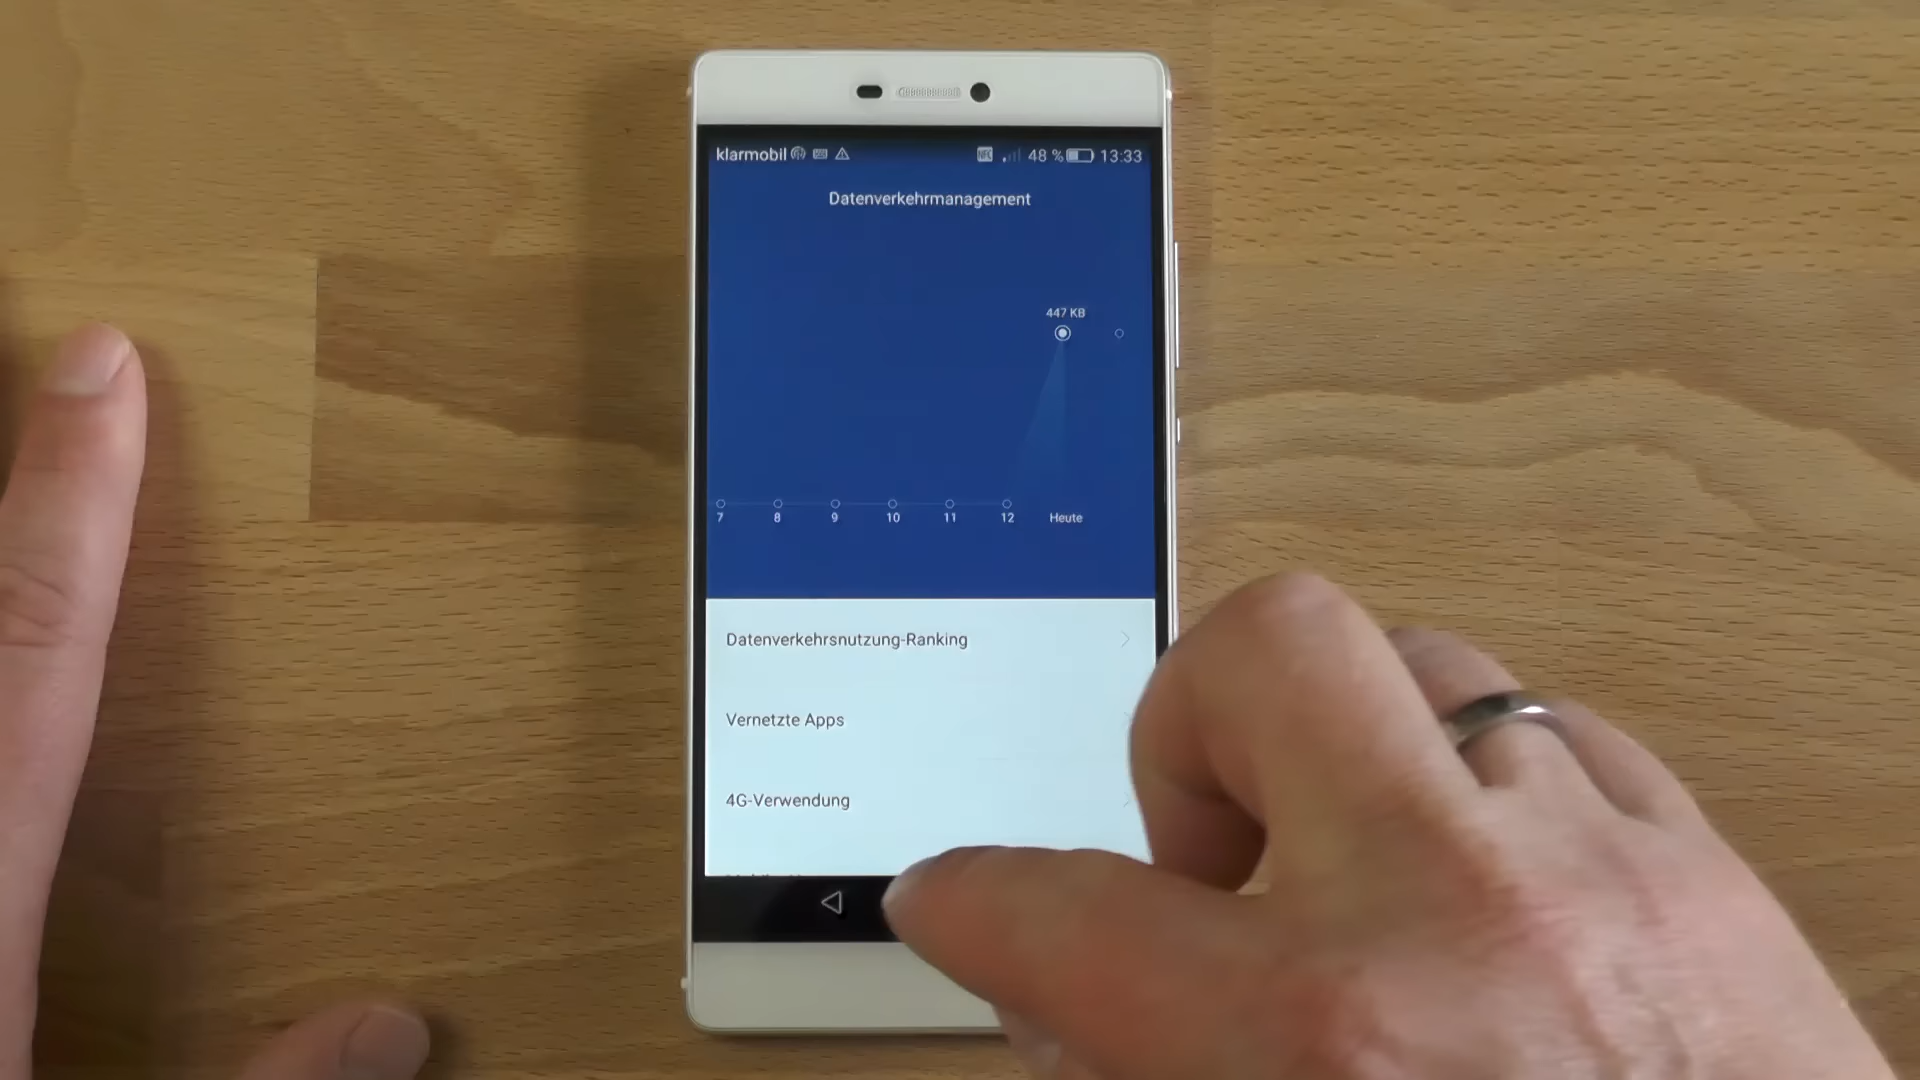 klarmobil NFC 48 % 13:33
Datenverkehrmanagement
447 KB
7 8 9 10 11 12 Heute
Datenverkehrsnutzung-Ranking
Vernetzte Apps
4G-Verwendung